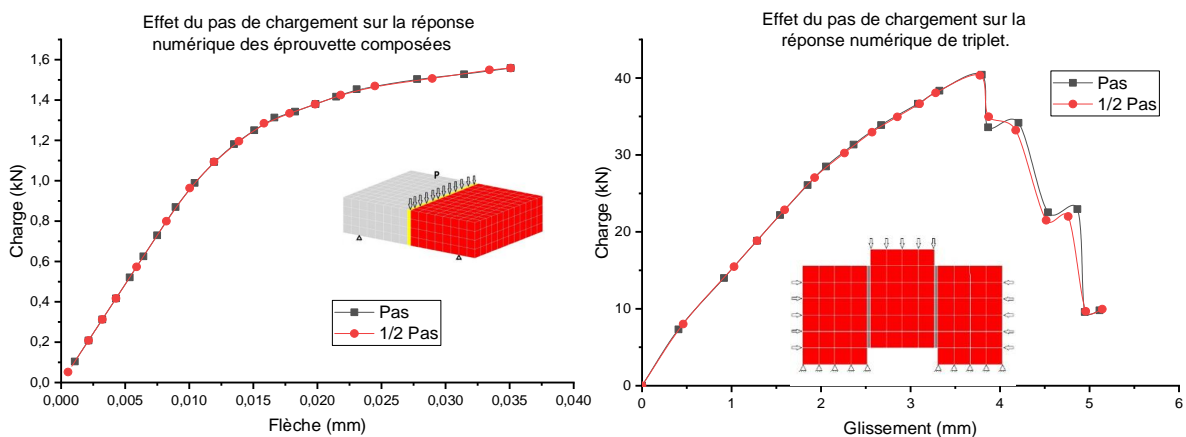 Effet du pas de chargement sur la réponse
numérique des éprouvette composées
1,6
1,4
1,2
1,0
0,8
0,6
0,4
0,2
0,0
Charge (kN)
P
Pas
1/2 Pas
0,000
0,005
0,010
0,015
0,020
0,025
0,030
0,035
0,040
Flèche (mm)
Effet du pas de chargement sur la
réponse numérique de triplet.
40
30
20
10
0
Charge (kN)
Pas
1/2 Pas
0
1
2
3
4
5
6
Glissement (mm)